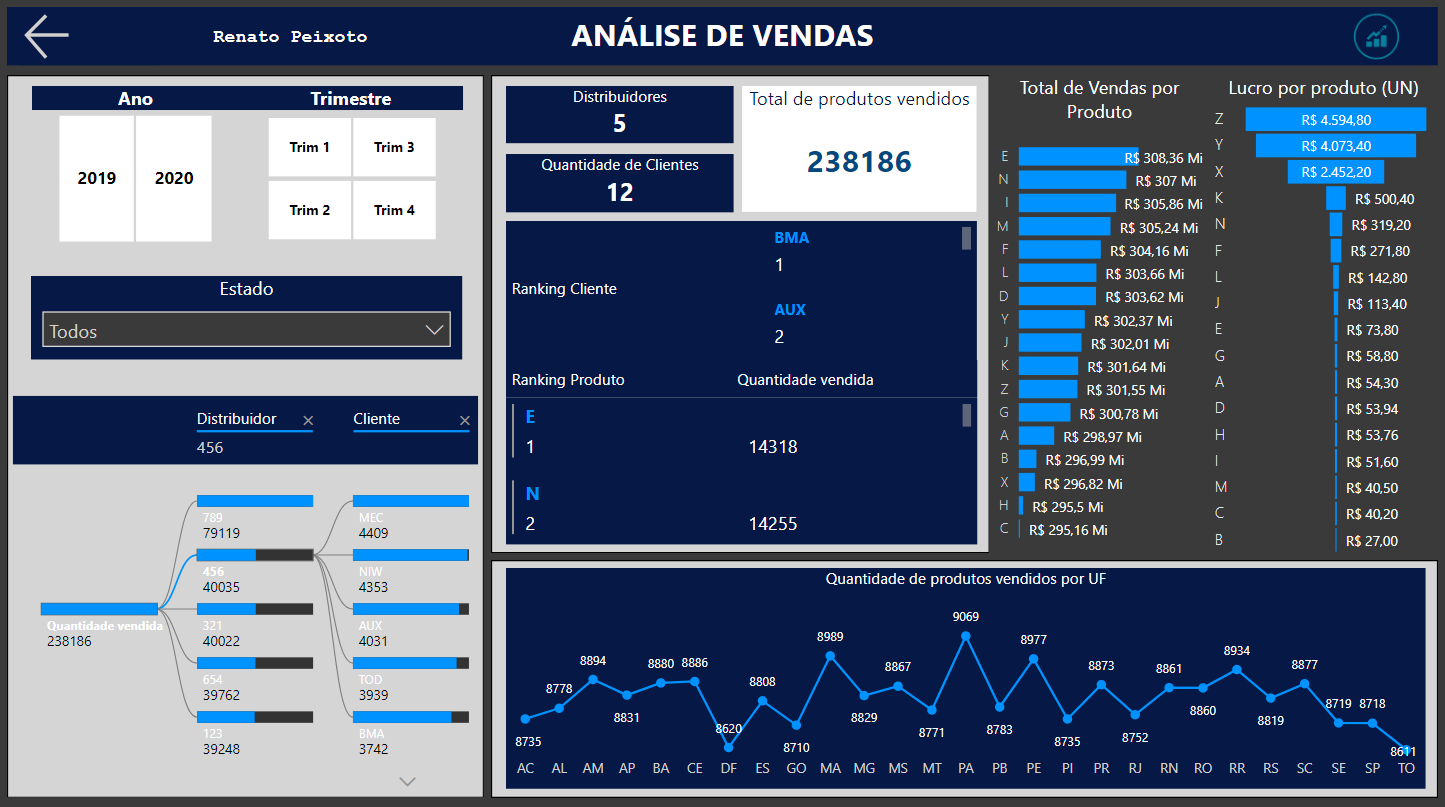 Renato Peixoto
ANÁLISE DE VENDAS
Ano
Trimestre
2019
2020
Trim 1
Trim 3
Trim 2
Trim 4
Estado
Todos
Distribuidor
Cliente
456
Quantidade vendida
238186
789
79119
456
40035
321
40022
654
39762
123
39248
MEC
4409
NIW
4353
AUX
4031
TOD
3939
BMA
3742
Distribuidores
5
Quantidade de Clientes
12
Total de produtos vendidos
238186
Ranking Cliente
BMA
1
AUX
2
Ranking Produto Quantidade vendida
E
1 14318
N
2 14255
Total de Vendas por
Produto
E R$ 308,36 Mi
N R$ 307 Mi
I R$ 305,86 Mi
M R$ 305,24 Mi
F R$ 304,16 Mi
L R$ 303,66 Mi
D R$ 303,62 Mi
Y R$ 302,37 Mi
J R$ 302,01 Mi
K R$ 301,64 Mi
Z R$ 301,55 Mi
G R$ 300,78 Mi
A R$ 298,97 Mi
B R$ 296,99 Mi
X R$ 296,82 Mi
H R$ 295,5 Mi
C R$ 295,16 Mi
Lucro por produto (UN)
Z R$ 4.594,80
Y R$ 4.073,40
X R$ 2.452,20
K R$ 500,40
N R$ 319,20
F R$ 271,80
L R$ 142,80
J R$ 113,40
E R$ 73,80
G R$ 58,80
A R$ 54,30
D R$ 53,94
H R$ 53,76
I R$ 51,60
M R$ 40,50
C R$ 40,20
B R$ 27,00
Quantidade de produtos vendidos por UF
8735 8778 8894 8831 8880 8886 8620 8808 8710 8989 8829 8867 8771 9069 8783 8977 8735 8873 8752 8861 8860 8934 8819 8877 8719 8718 8611
AC AL AM AP BA CE DF ES GO MA MG MS MT PA PB PE PI PR RJ RN RO RR RS SC SE SP TO